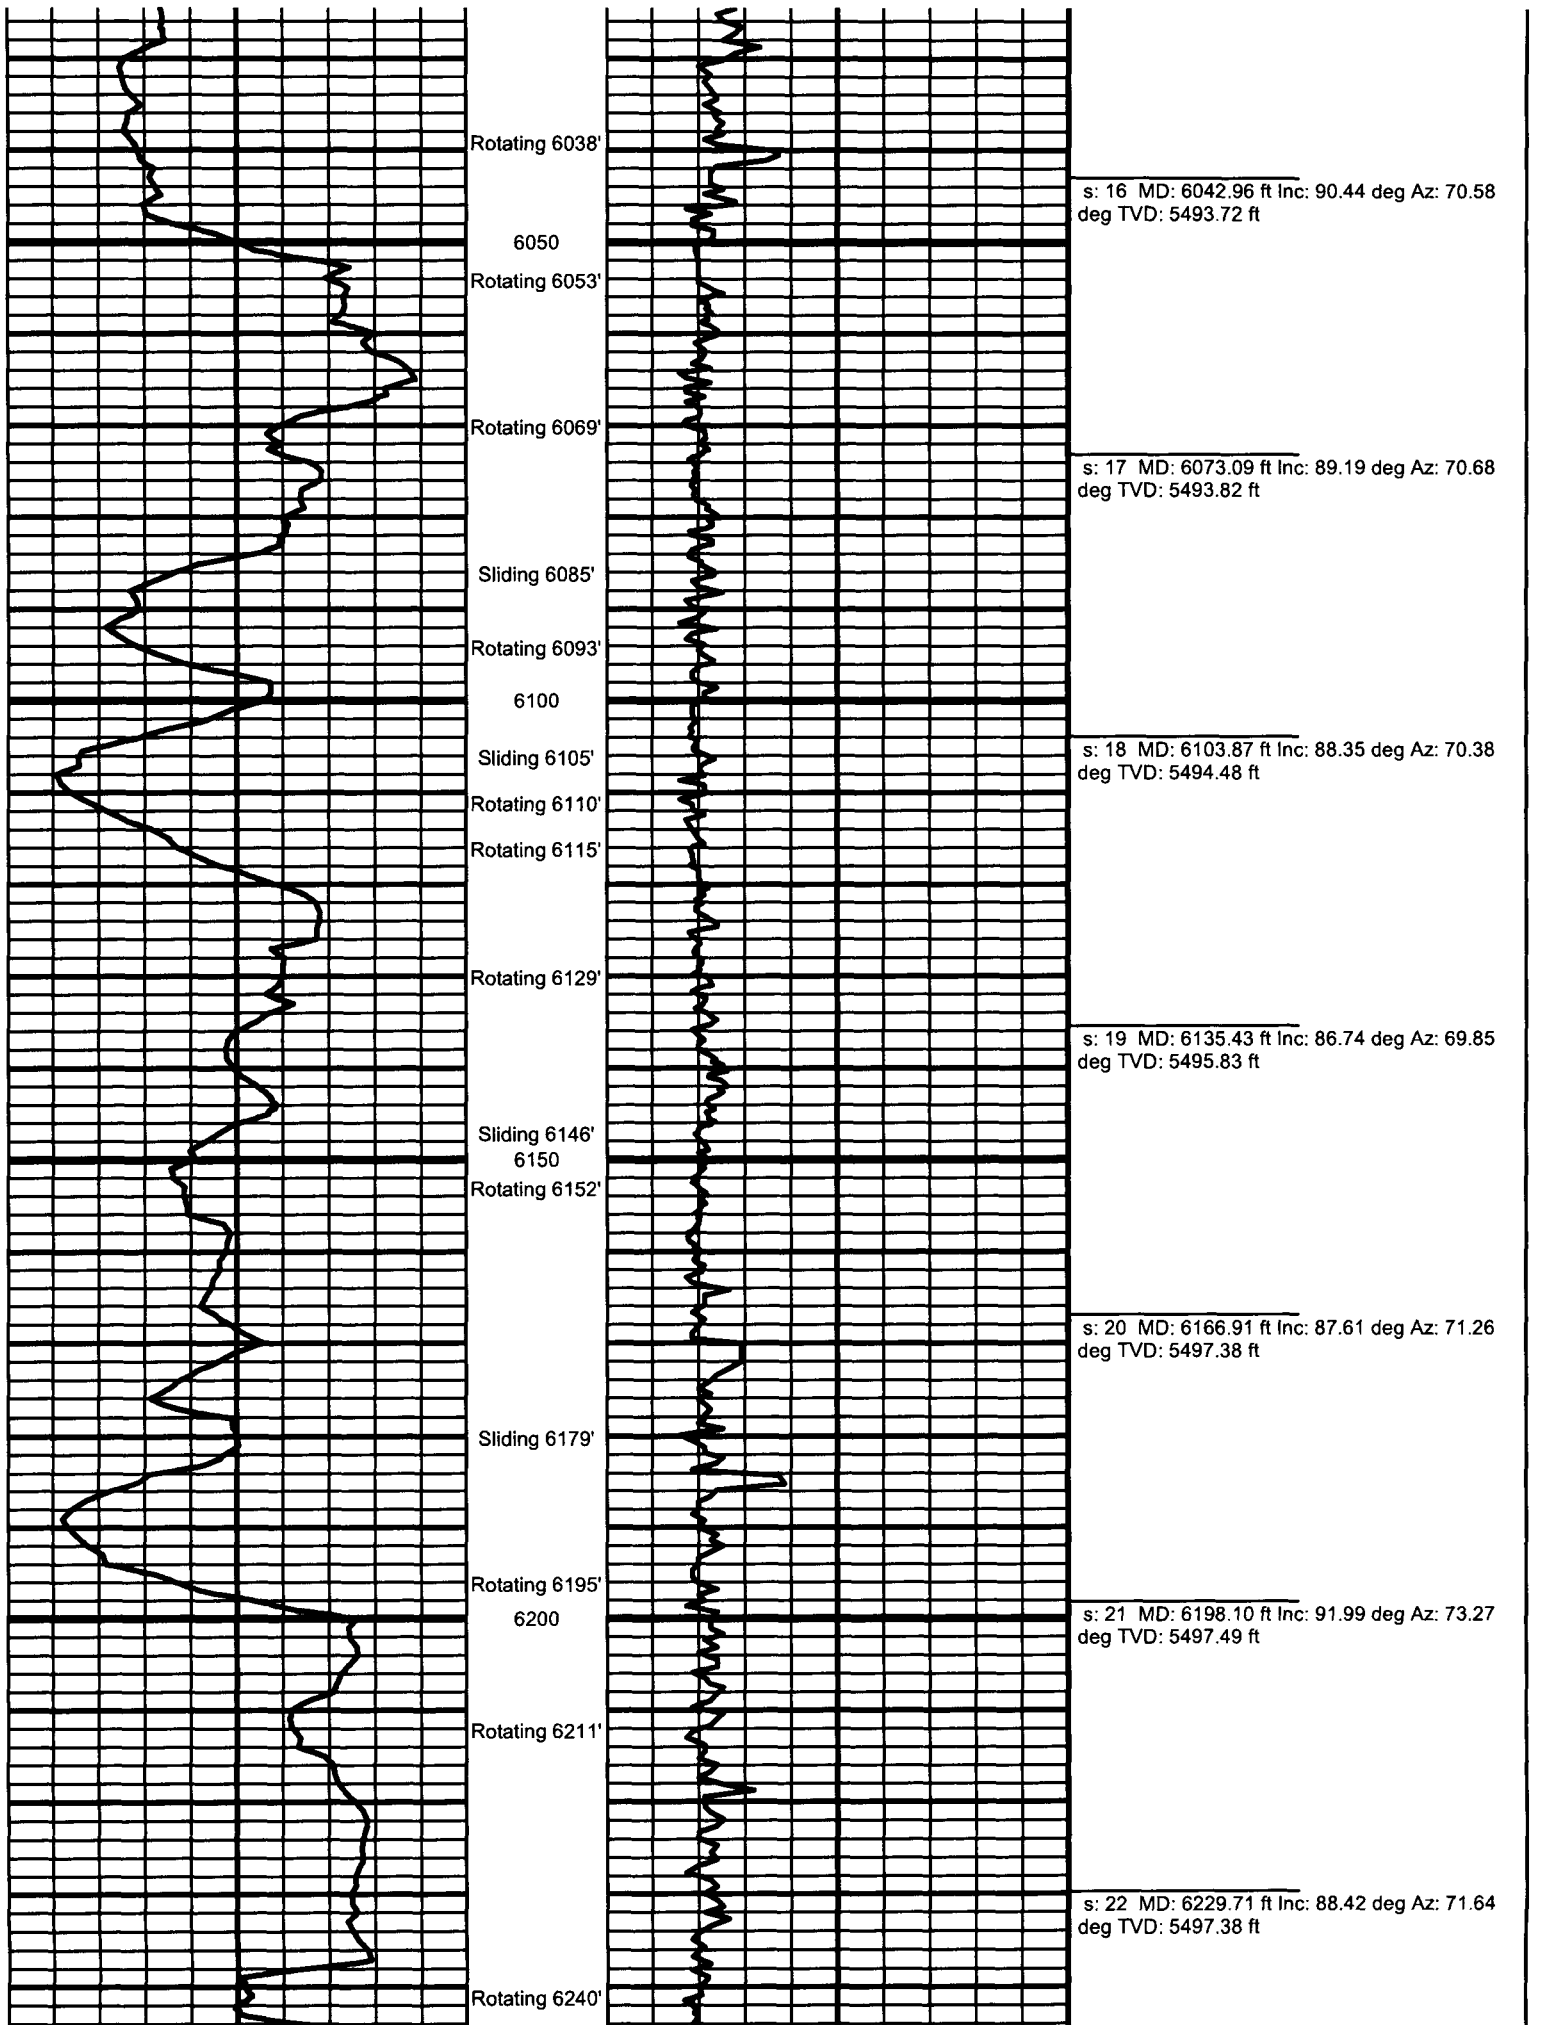 Rotating 6038'
s: 16 MD: 6042.96 ft Inc: 90.44 deg Az: 70.58
deg TVD: 5493.72 ft
6050
Rotating 6053'
Rotating 6069'
s: 17 MD: 6073.09 ft Inc: 89.19 deg Az: 70.68
deg TVD: 5493.82 ft
Sliding 6085'
Rotating 6093'
6100
s: 18 MD: 6103.87 ft Inc: 88.35 deg Az: 70.38
deg TVD: 5494.48 ft
Sliding 6105'
Rotating 6110'
Rotating 6115'
Rotating 6129'
s: 19 MD: 6135.43 ft Inc: 86.74 deg Az: 69.85
deg TVD: 5495.83 ft
Sliding 6146'
6150
Rotating 6152'
s: 20 MD: 6166.91 ft Inc: 87.61 deg Az: 71.26
deg TVD: 5497.38 ft
Sliding 6179'
Rotating 6195'
6200
s: 21 MD: 6198.10 ft Inc: 91.99 deg Az: 73.27
deg TVD: 5497.49 ft
Rotating 6211'
s: 22 MD: 6229.71 ft Inc: 88.42 deg Az: 71.64
deg TVD: 5497.38 ft
Rotating 6240'